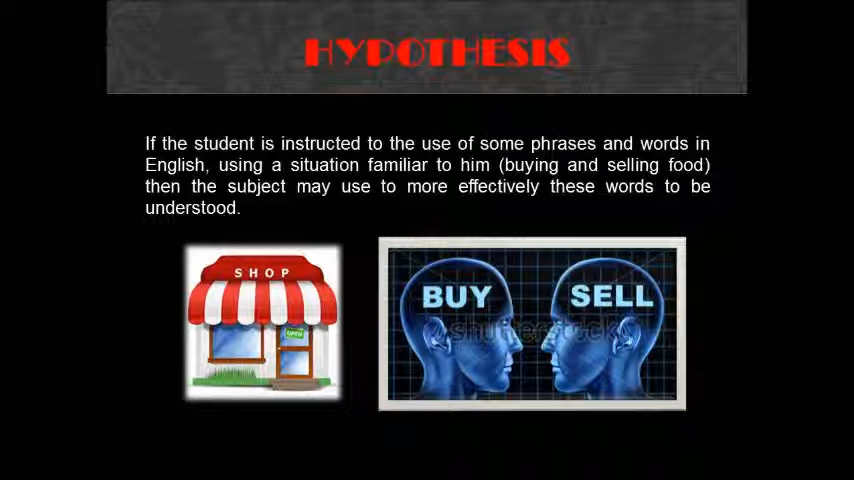 HYPOTHESIS
If the student is instructed to the use of some phrases and words in
English, using a situation familiar to him (buying and selling food)
then the subject may use to more effectively these words to be
understood.
SHOP
OPEN
BUY
SELL
shutterstock